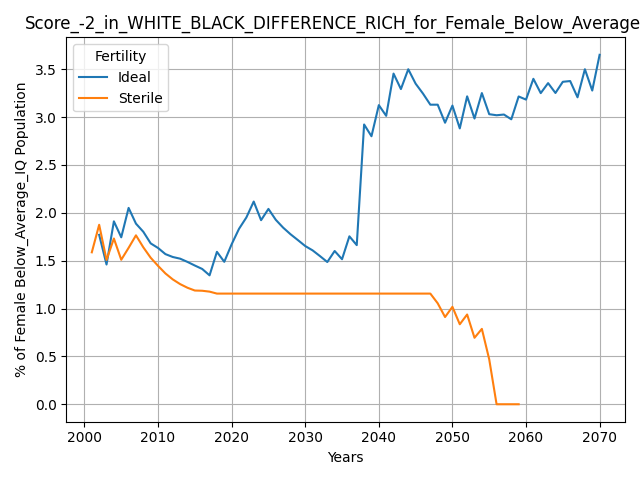 Score_-2_in_WHITE_BLACK_DIFFERENCE_RICH_for_Female_Below_Average
Fertility
Ideal
Sterile
% of Female Below_Average_IQ Population
3.5
3.0
2.5
2.0
1.5
1.0
0.5
0.0
2000 2010 2020 2030 2040 2050 2060 2070
Years